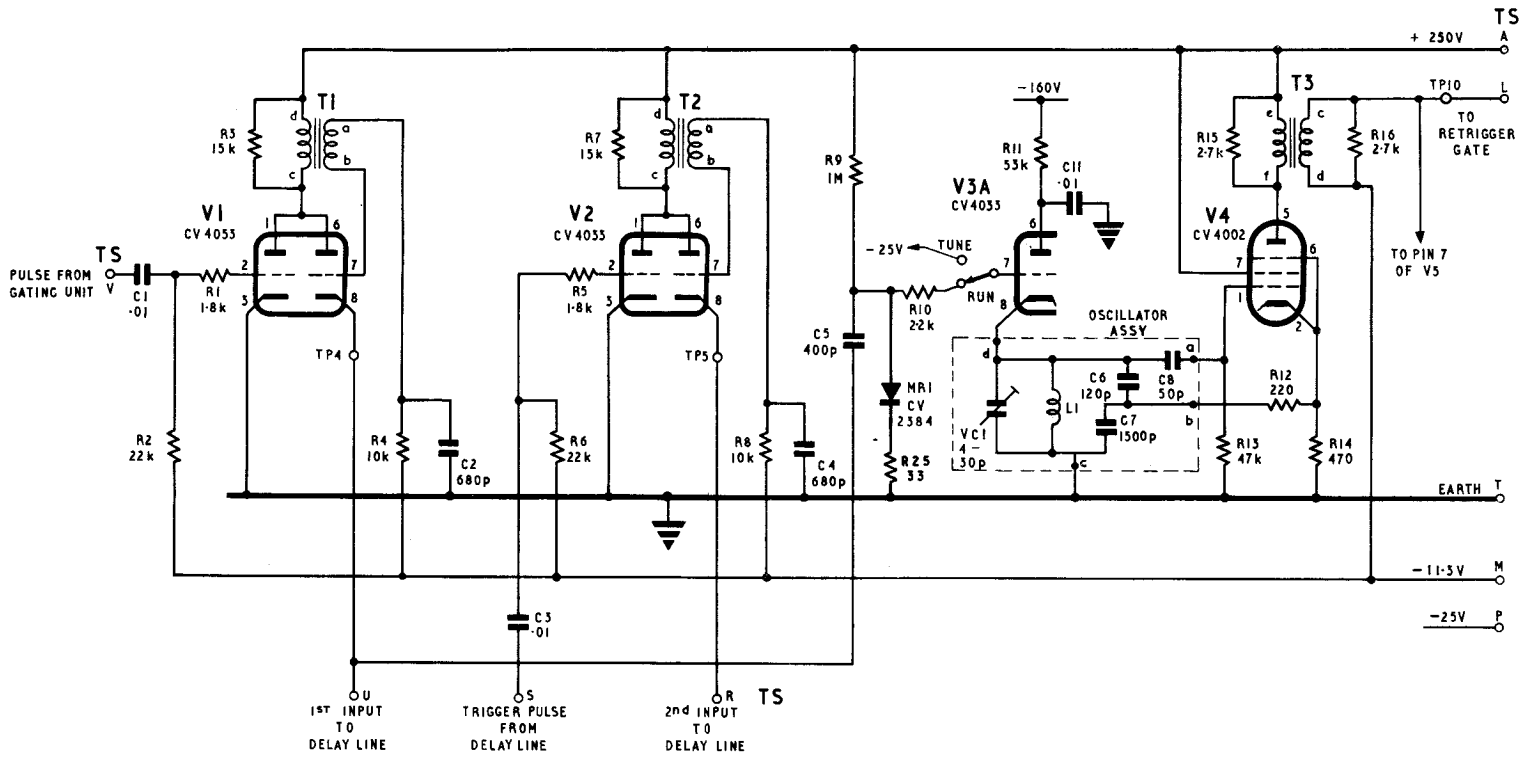 TS
+ 250V
A
TP10
L
TO
RETRIGGER
GATE
T1
d
a
b
c
R3
15k
T2
d
a
b
c
R7
15k
R9
1M
-160V
R11
53k
C11
·01
T3
e
c
f
d
R15
2·7k
R16
2·7k
V1
CV4033
1
6
2
7
3
8
V2
CV4033
1
6
2
7
3
8
V3A
CV4033
6
7
8
V4
CV4002
5
6
7
1
2
TO PIN 7
OF V5
TS
V
PULSE FROM
GATING UNIT
C1
·01
R1
1·8k
R5
1·8k
-25V
TUNE
RUN
R10
22k
TP4
TP5
C5
400p
MR1
CV
2384
R25
33
OSCILLATOR
ASSY
d
a
C6
120p
C8
50p
L1
C7
1500p
b
c
VC1
4-
30p
R12
220
R13
47k
R14
470
R2
22k
R4
10k
C2
680p
R6
22k
R8
10k
C4
680p
EARTH
T
-11·5V
M
-25V
P
C3
·01
U
1ST INPUT
TO
DELAY LINE
S
TRIGGER PULSE
FROM
DELAY LINE
R
TS
2nd INPUT
TO
DELAY LINE